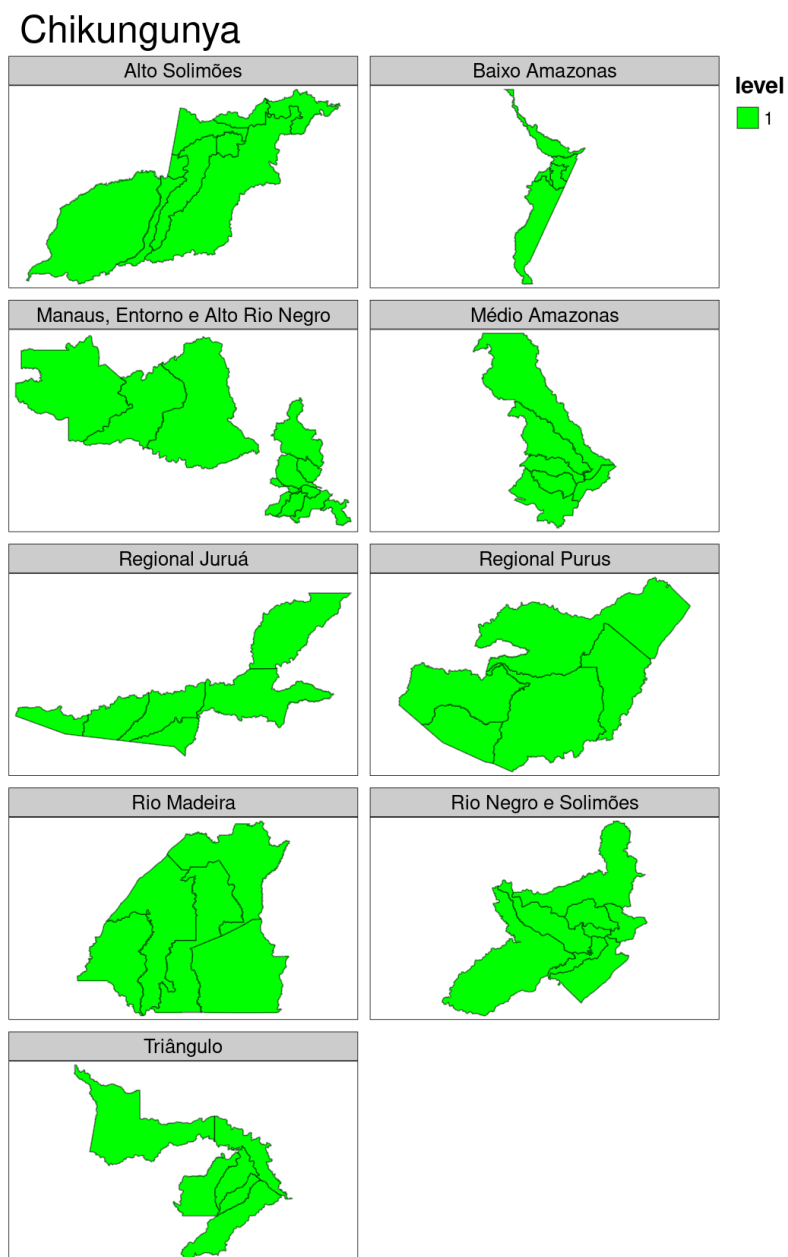 Chikungunya
Alto Solimões
Baixo Amazonas
level
1
Manaus, Entorno e Alto Rio Negro
Médio Amazonas
Regional Juruá
Regional Purus
Rio Madeira
Rio Negro e Solimões
Triângulo